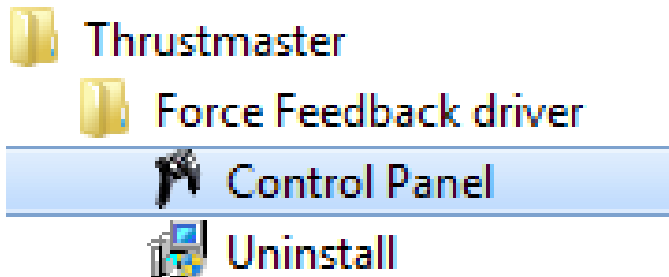 Thrustmaster
Force Feedback driver
Control Panel
Uninstall